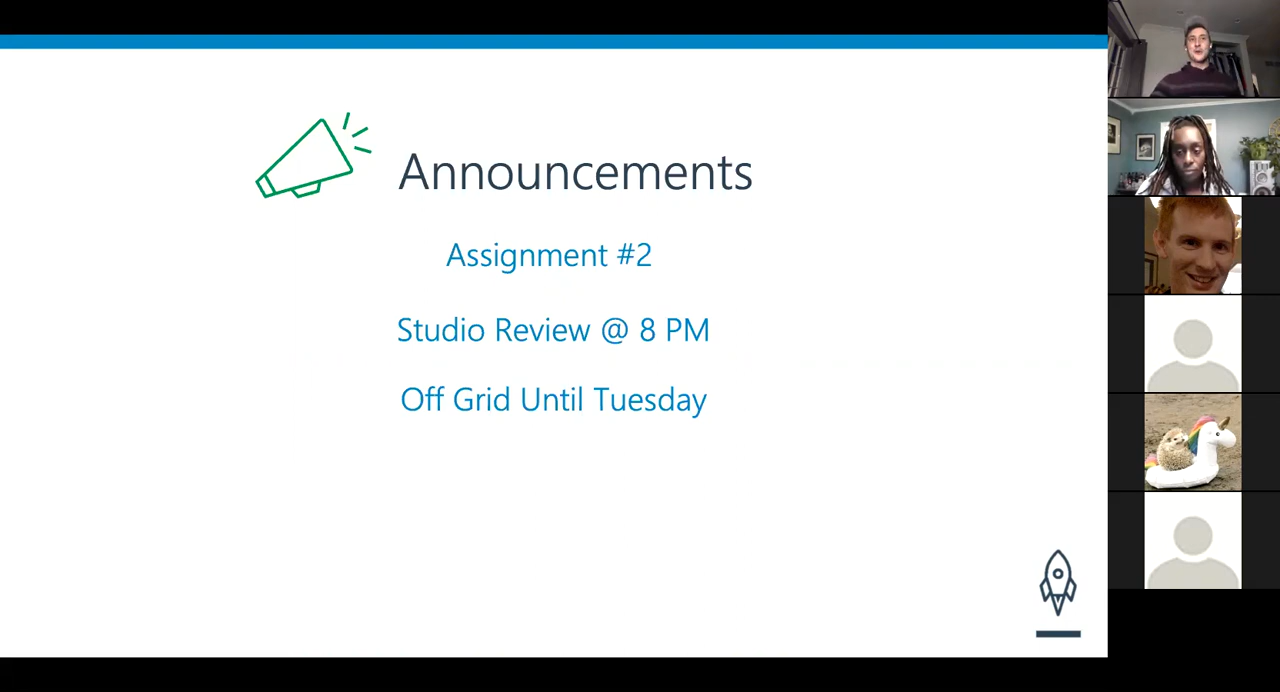 Announcements
Assignment #2
Studio Review @ 8 PM
Off Grid Until Tuesday